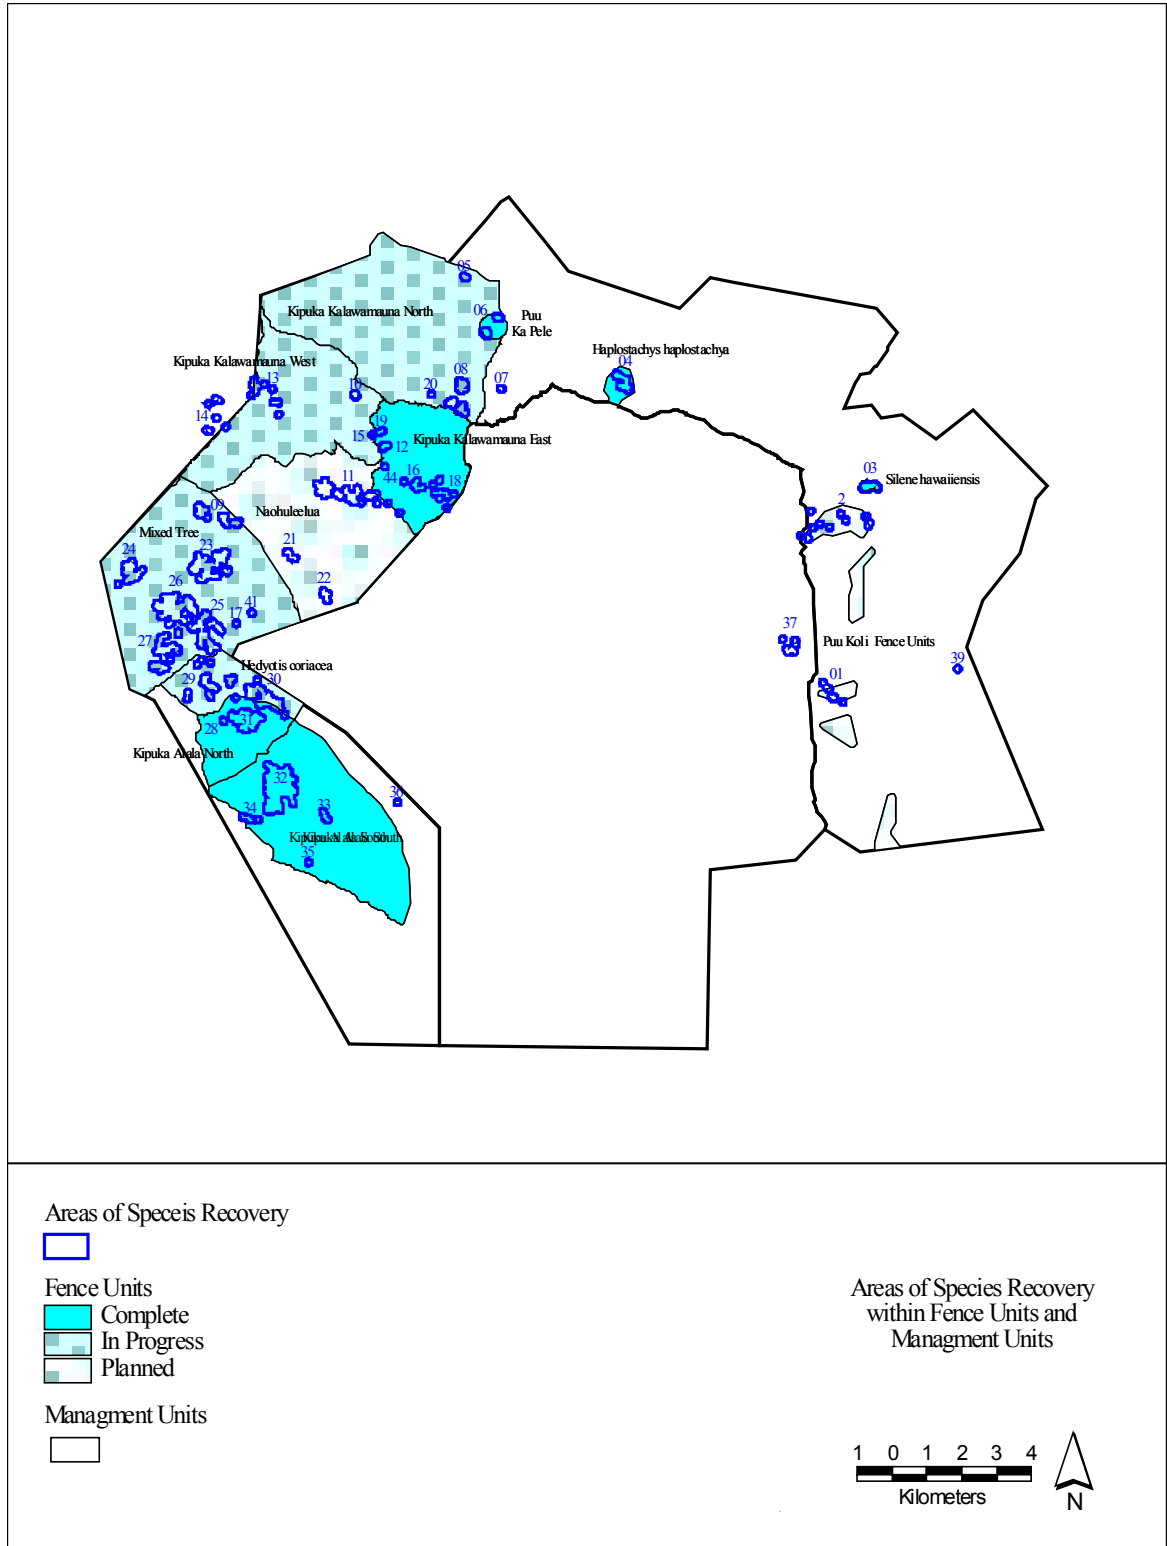 05
06
Puu
Ka Pele
Kipuka Kalawamauna North
Haplostachys haplostachya
04
Kipuka Kalawamauna West
13
08
07
10
20
14
19
15
Kipuka Kalawamauna East
12
03
Silene hawaiiensis
44
16
18
11
2
09
Naohuleelua
Mixed Tree
24
23
21
22
26
25
41
17
27
37
Puu Koli Fence Units
39
Hedyotis coriacea
30
29
01
28
31
Kipuka Alala North
32
36
34
33
Kipuka Alala South
35
Areas of Speceis Recovery
Fence Units
Complete
In Progress
Planned
Managment Units
Areas of Species Recovery
within Fence Units and
Managment Units
1 0 1 2 3 4
Kilometers
N